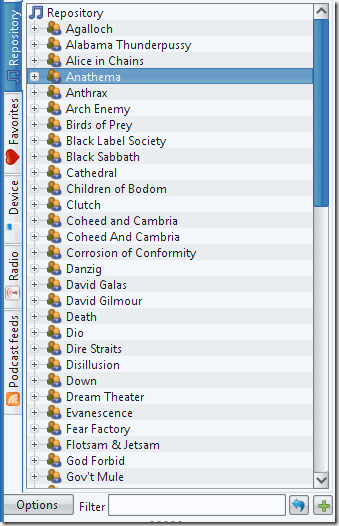 Repository
Agalloch
Alabama Thunderpussy
Alice in Chains
Anathema
Anthrax
Arch Enemy
Birds of Prey
Black Label Society
Black Sabbath
Cathedral
Children of Bodom
Clutch
Coheed and Cambria
Coheed And Cambria
Corrosion of Conformity
Danzig
David Galas
David Gilmour
Death
Dio
Dire Straits
Disillusion
Down
Dream Theater
Evanescence
Fear Factory
Flotsam & Jetsam
God Forbid
Gov't Mule
Repository
Favorites
Device
Radio
Podcast feeds
Options
Filter